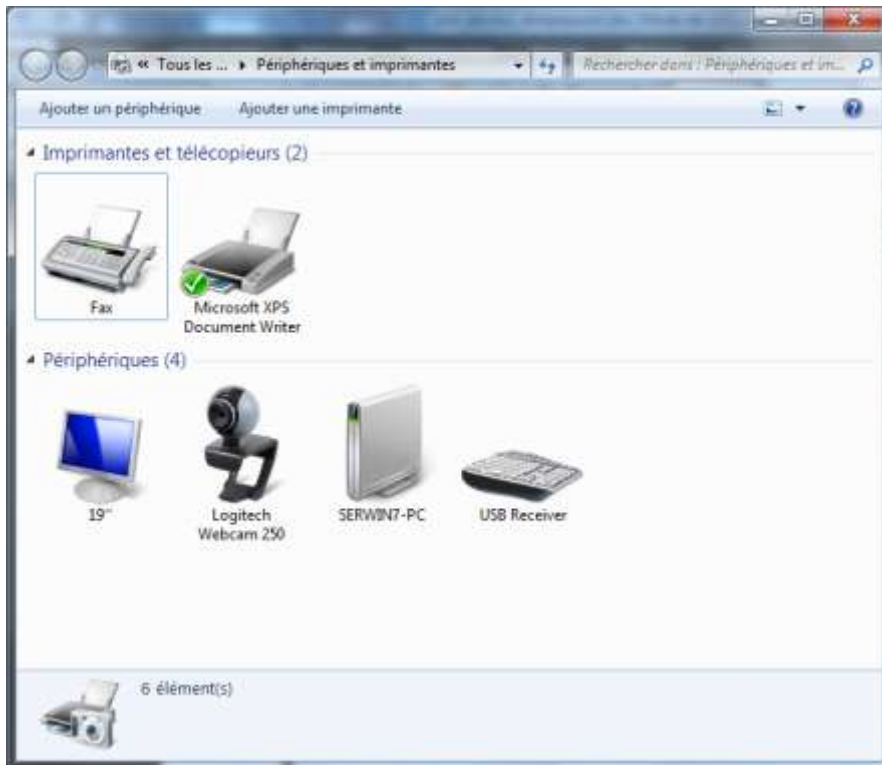 « Tous les ... ▸ Périphériques et imprimantes
Rechercher dans : Périphériques et im...
Ajouter un périphérique Ajouter une imprimante
Imprimantes et télécopieurs (2)
Fax
Microsoft XPS
Document Writer
Périphériques (4)
19"
Logitech
Webcam 250
SERWIN7-PC
USB Receiver
6 élément(s)